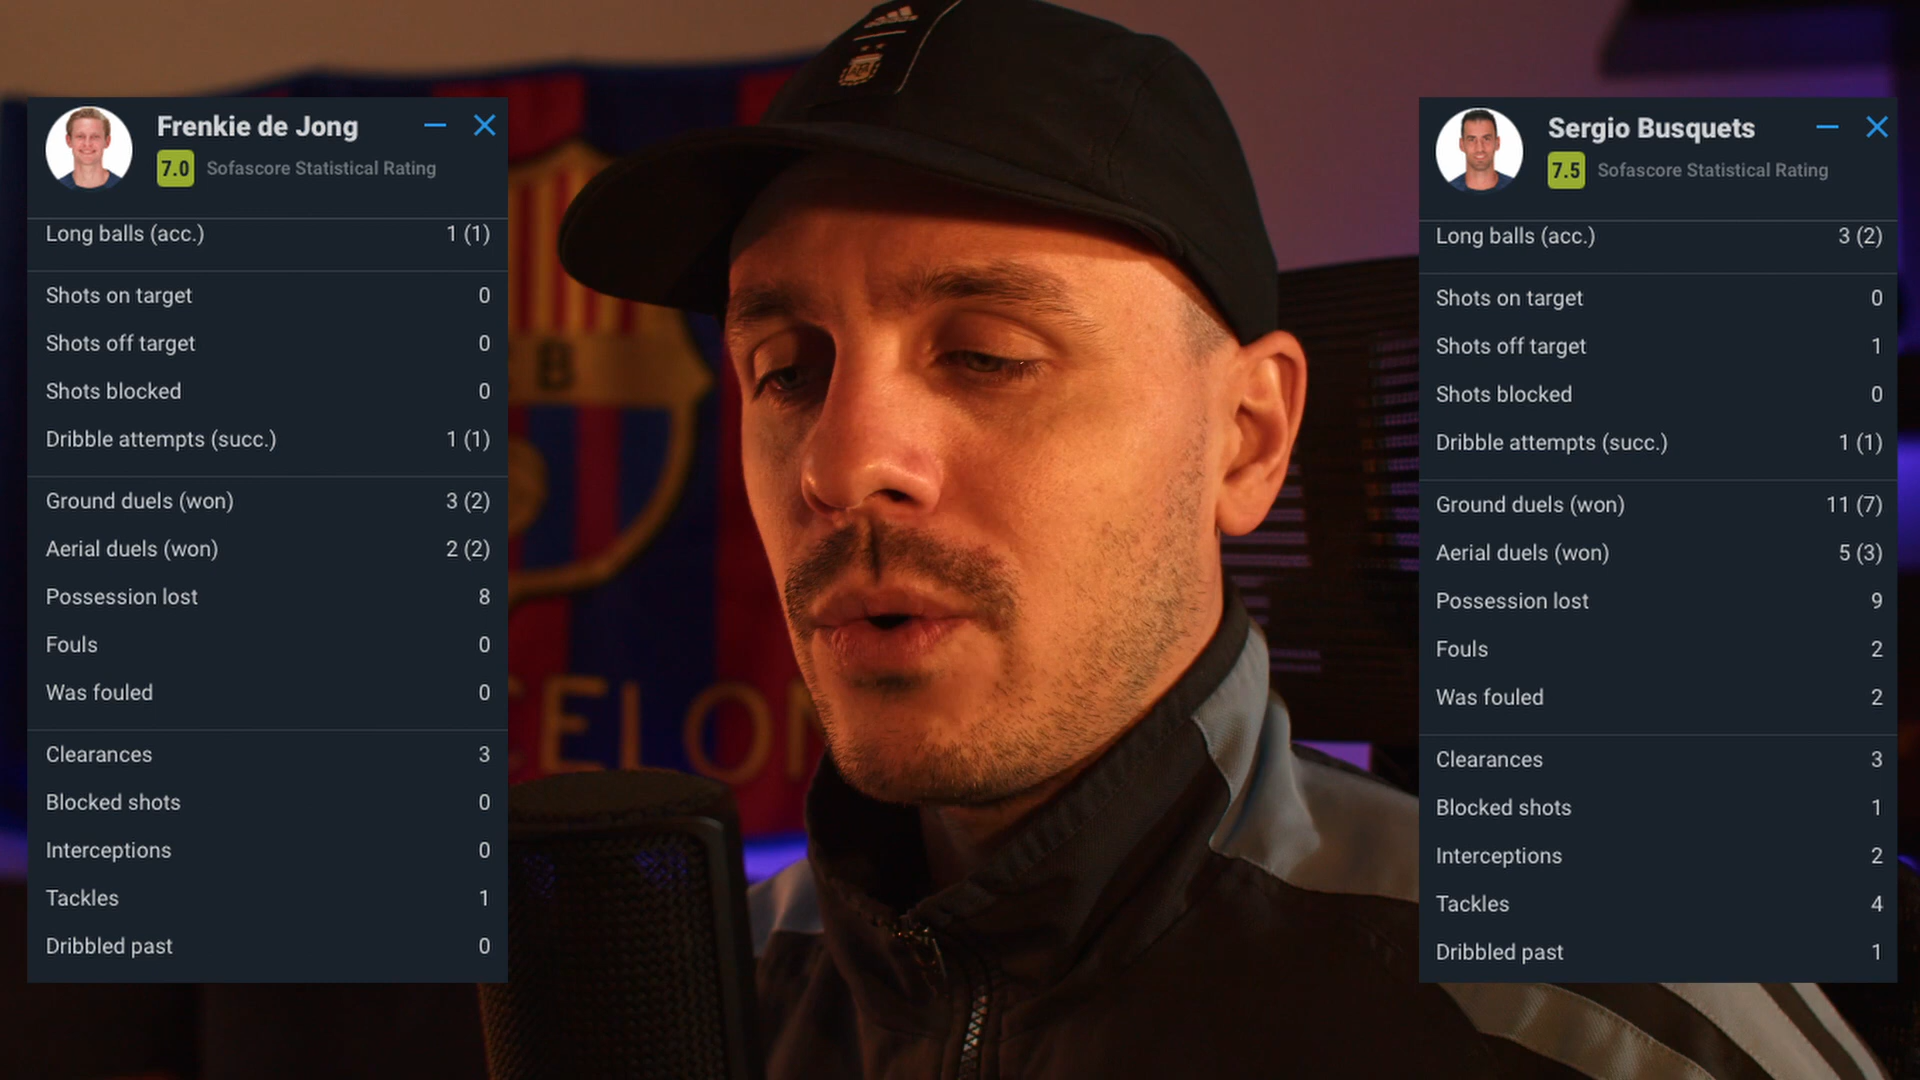 Frenkie de Jong
7.0 Sofascore Statistical Rating
Long balls (acc.) 1 (1)
Shots on target 0
Shots off target 0
Shots blocked 0
Dribble attempts (succ.) 1 (1)
Ground duels (won) 3 (2)
Aerial duels (won) 2 (2)
Possession lost 8
Fouls 0
Was fouled 0
Clearances 3
Blocked shots 0
Interceptions 0
Tackles 1
Dribbled past 0
adidas
AFA
B
CELON
Sergio Busquets
7.5 Sofascore Statistical Rating
Long balls (acc.) 3 (2)
Shots on target 0
Shots off target 1
Shots blocked 0
Dribble attempts (succ.) 1 (1)
Ground duels (won) 11 (7)
Aerial duels (won) 5 (3)
Possession lost 9
Fouls 2
Was fouled 2
Clearances 3
Blocked shots 1
Interceptions 2
Tackles 4
Dribbled past 1